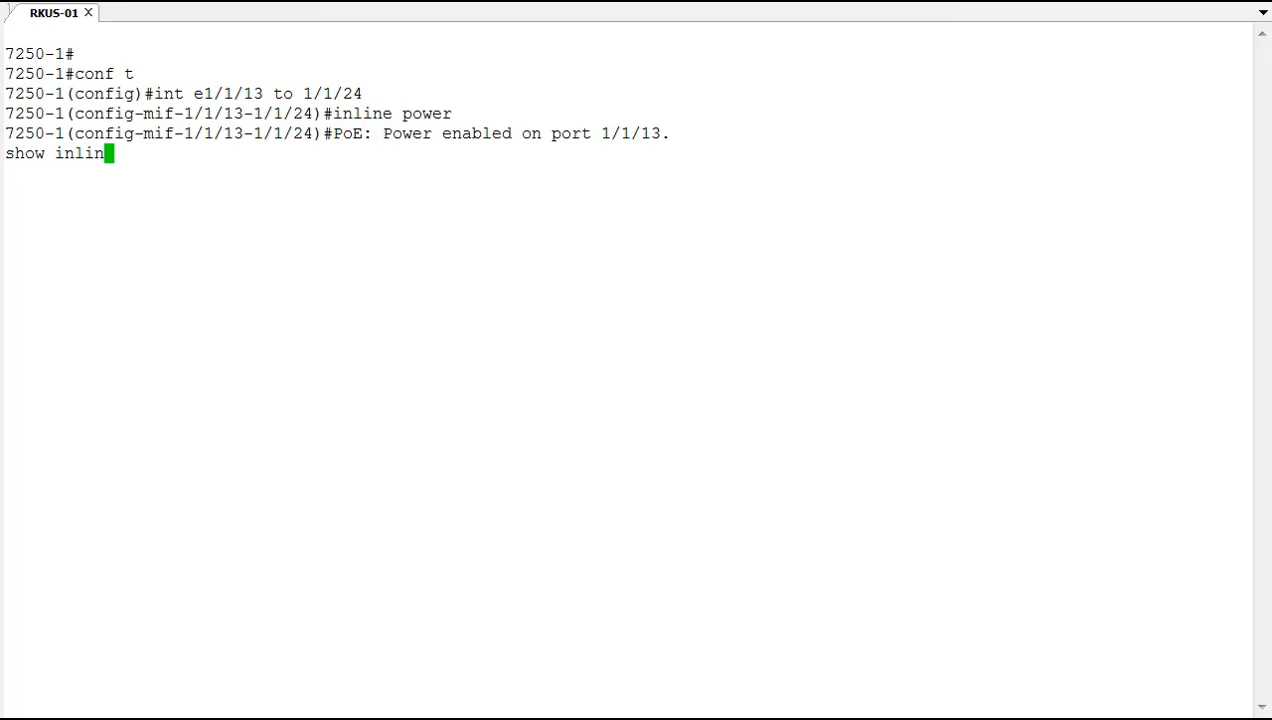 RKUS-01 X
7250-1#
7250-1#conf t
7250-1(config)#int e1/1/13 to 1/1/24
7250-1(config-mif-1/1/13-1/1/24)#inline power
7250-1(config-mif-1/1/13-1/1/24)#PoE: Power enabled on port 1/1/13.
show inlin